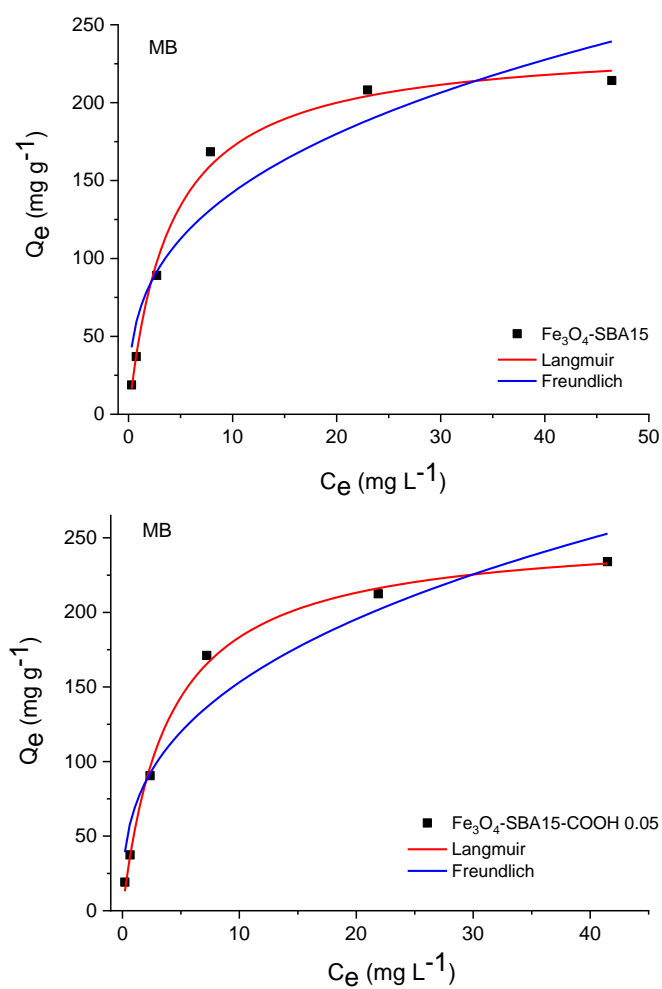 250
MB
200
150
100
50
0
Qe (mg g-1)
Fe3O4-SBA15
Langmuir
Freundlich
0 10 20 30 40 50
Ce (mg L-1)
MB
250
200
150
100
50
0
Qe (mg g-1)
Fe3O4-SBA15-COOH 0.05
Langmuir
Freundlich
0 10 20 30 40
Ce (mg L-1)